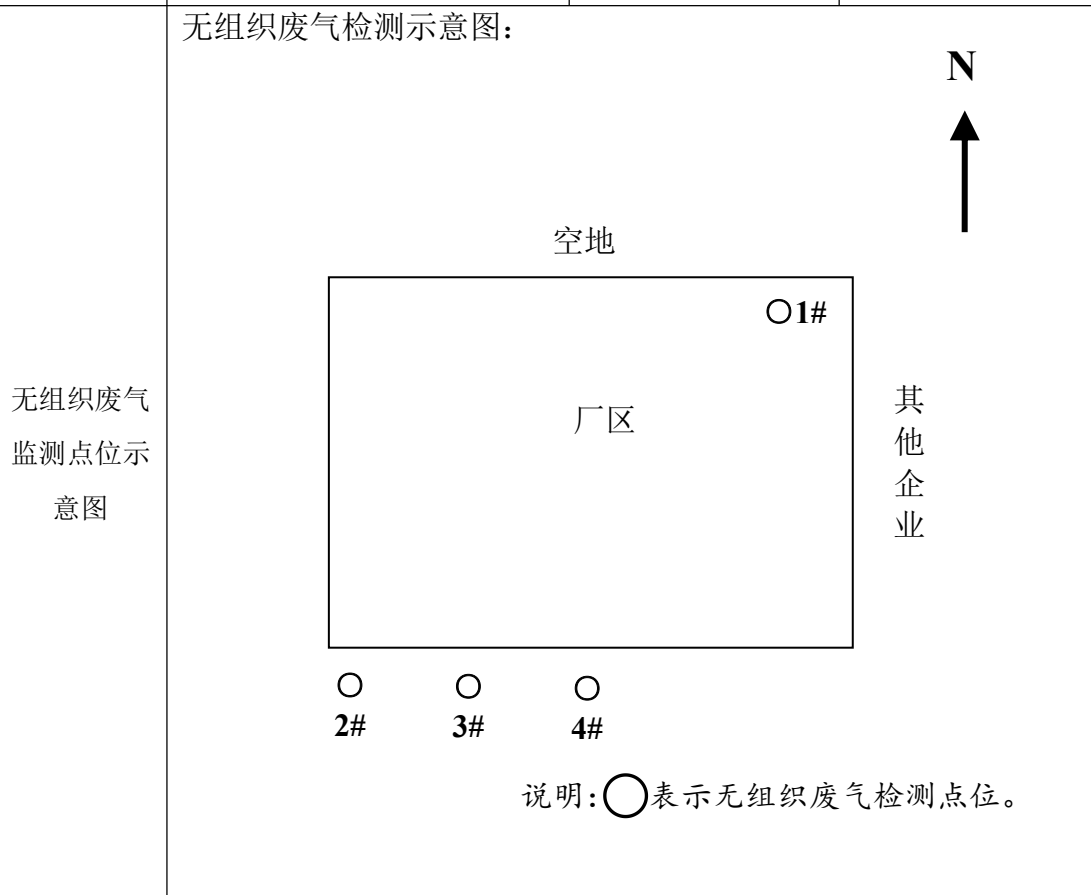 无组织废气检测示意图：
N
空地
○1#
厂区
其
他
企
业
无组织废气
监测点位示
意图
2# 3# 4#
说明:◯表示无组织废气检测点位。